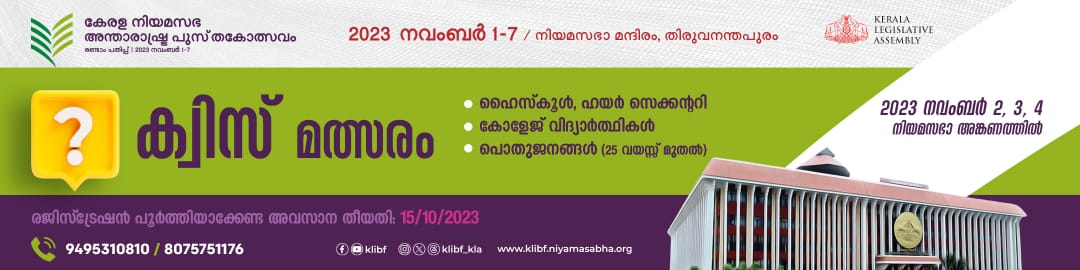 കേരള നിയമസഭ
അന്താരാഷ്ട്ര പുസ്തകോത്സവം
രണ്ടാം പതിപ്പ് | 2023 നവംബർ 1-7
2023 നവംബർ 1-7 / നിയമസഭാ മന്ദിരം, തിരുവനന്തപുരം
KERALA
LEGISLATIVE
ASSEMBLY
?
ക്വിസ് മത്സരം
ഹൈസ്കൂൾ, ഹയർ സെക്കന്ററി
കോളേജ് വിദ്യാർത്ഥികൾ
പൊതുജനങ്ങൾ (25 വയസ്സ് മുതൽ)
2023 നവംബർ 2, 3, 4
നിയമസഭാ അങ്കണത്തിൽ
രജിസ്ട്രേഷൻ പൂർത്തിയാക്കേണ്ട അവസാന തീയതി: 15/10/2023
9495310810 / 8075751176
klibf
klibf_kla
www.klibf.niyamasabha.org